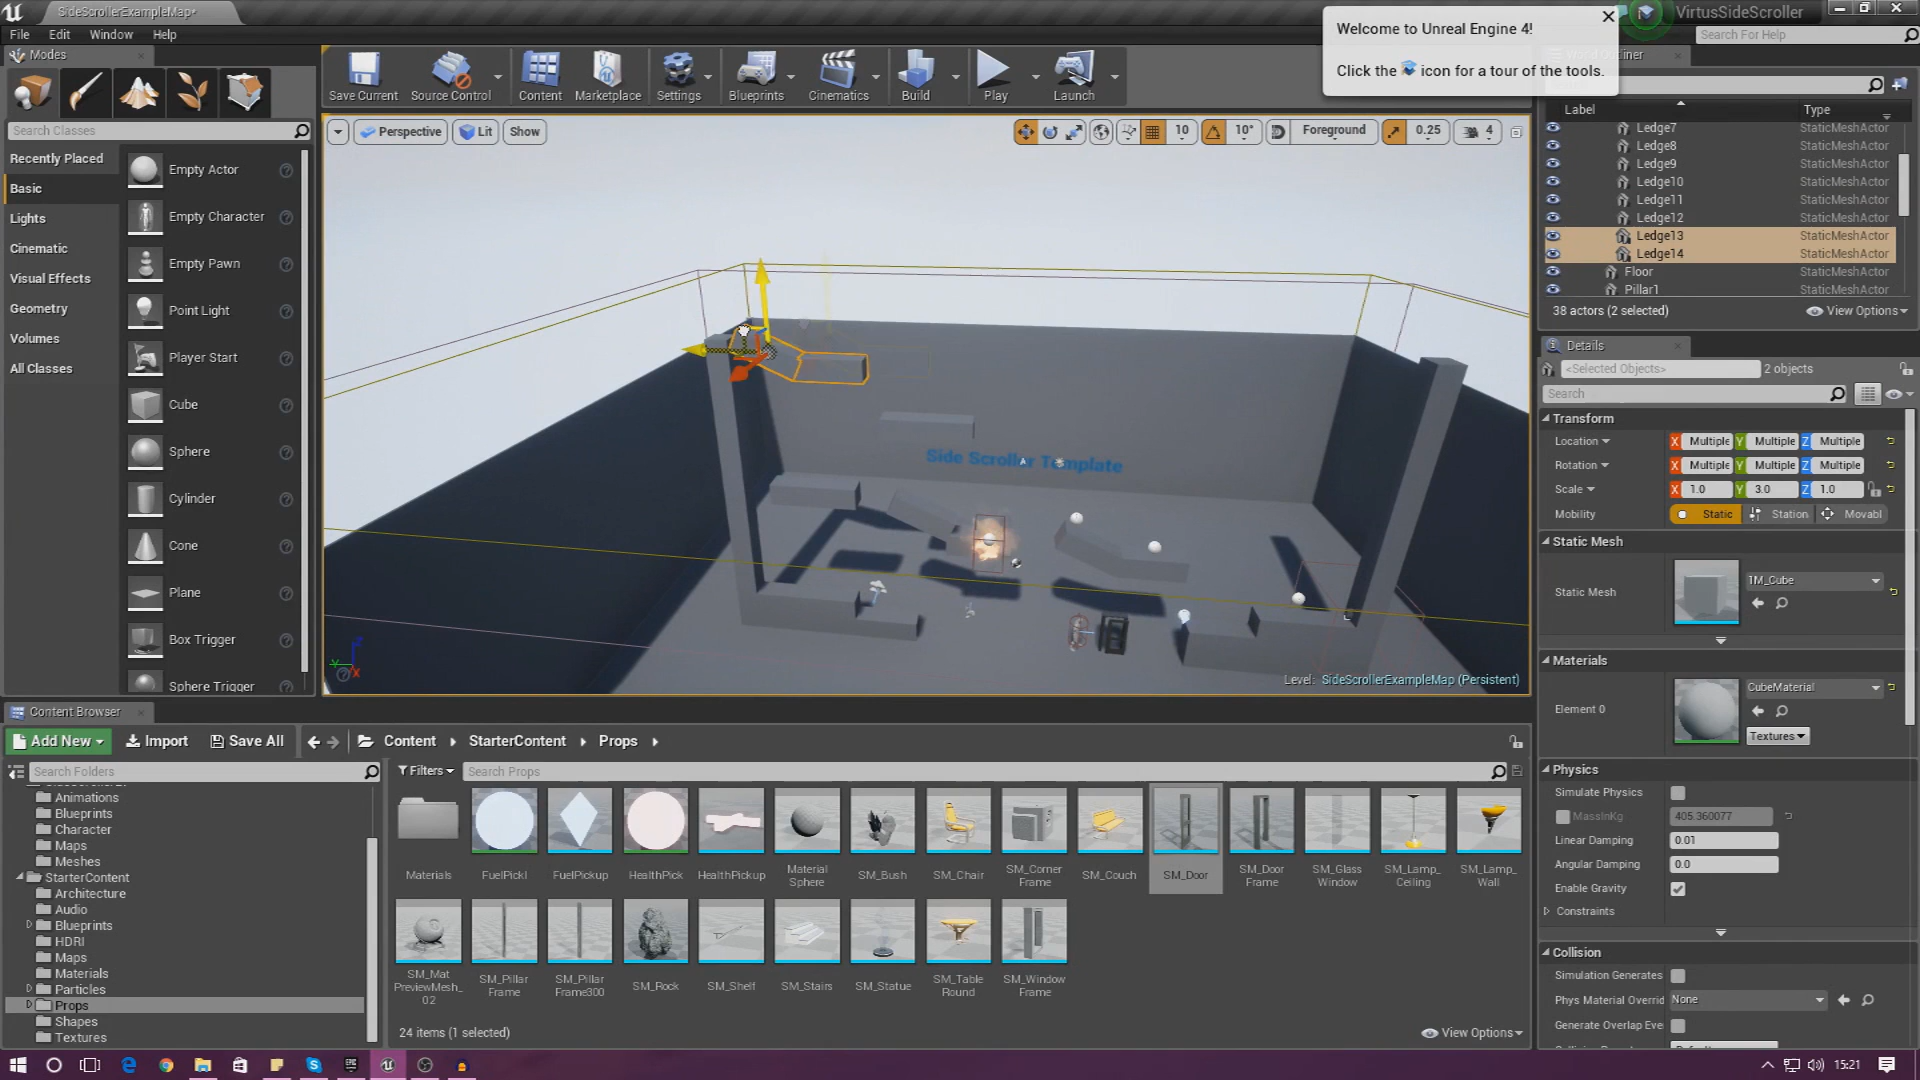 SideScrollerExampleMap*
VirtusSideScroller
File Edit Window Help
Search For Help
Welcome to Unreal Engine 4!
Click the icon for a tour of the tools.
Modes
Search Classes
Recently Placed
Basic
Lights
Cinematic
Visual Effects
Geometry
Volumes
All Classes
Empty Actor
Empty Character
Empty Pawn
Point Light
Player Start
Cube
Sphere
Cylinder
Cone
Plane
Box Trigger
Sphere Trigger
Save Current Source Control Content Marketplace Settings Blueprints Cinematics Build Play Launch
Perspective Lit Show
10 10° Foreground 0.25 4
Side Scroller Template
Level: SideScrollerExampleMap (Persistent)
Label Type
Ledge7 StaticMeshActor
Ledge8 StaticMeshActor
Ledge9 StaticMeshActor
Ledge10 StaticMeshActor
Ledge11 StaticMeshActor
Ledge12 StaticMeshActor
Ledge13 StaticMeshActor
Ledge14 StaticMeshActor
Floor StaticMeshActor
Pillar1 StaticMeshActor
38 actors (2 selected) View Options
Details
<Selected Objects> 2 objects
Search
Transform
Location X Multiple Y Multiple Z Multiple
Rotation X Multiple Y Multiple Z Multiple
Scale X 1.0 Y 3.0 Z 1.0
Mobility Static Station Movabl
Static Mesh
Static Mesh 1M_Cube
Materials
Element 0 CubeMaterial
Textures
Physics
Simulate Physics
MassInKg 405.360077
Linear Damping 0.01
Angular Damping 0.0
Enable Gravity
Constraints
Collision
Simulation Generates
Phys Material Overrid None
Generate Overlap Eve
Content Browser
Add New Import Save All Content StarterContent Props
Search Folders
Filters Search Props
Animations
Blueprints
Character
Maps
Meshes
StarterContent
Architecture
Audio
Blueprints
HDRI
Maps
Materials
Particles
Props
Shapes
Textures
Materials
FuelPickI
FuelPickup
HealthPick
HealthPickup
Material Sphere
SM_Bush
SM_Chair
SM_Corner Frame
SM_Couch
SM_Door
SM_Door Frame
SM_Glass Window
SM_Lamp_ Ceiling
SM_Lamp_ Wall
SM_Mat PreviewMesh_ 02
SM_Pillar Frame
SM_Pillar Frame300
SM_Rock
SM_Shelf
SM_Stairs
SM_Statue
SM_Table Round
SM_Window Frame
24 items (1 selected) View Options
15:21